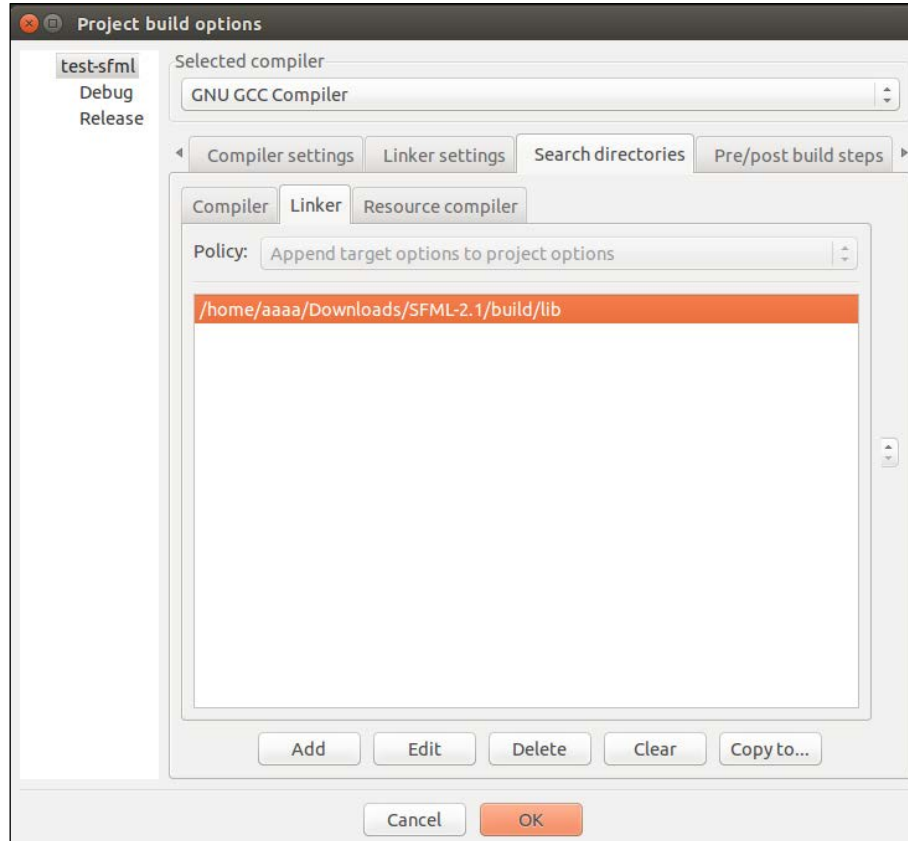 Project build options
test-sfml
Debug
Release
Selected compiler
GNU GCC Compiler
Compiler settings Linker settings Search directories Pre/post build steps
Compiler Linker Resource compiler
Policy: Append target options to project options
/home/aaaa/Downloads/SFML-2.1/build/lib
Add Edit Delete Clear Copy to...
Cancel OK